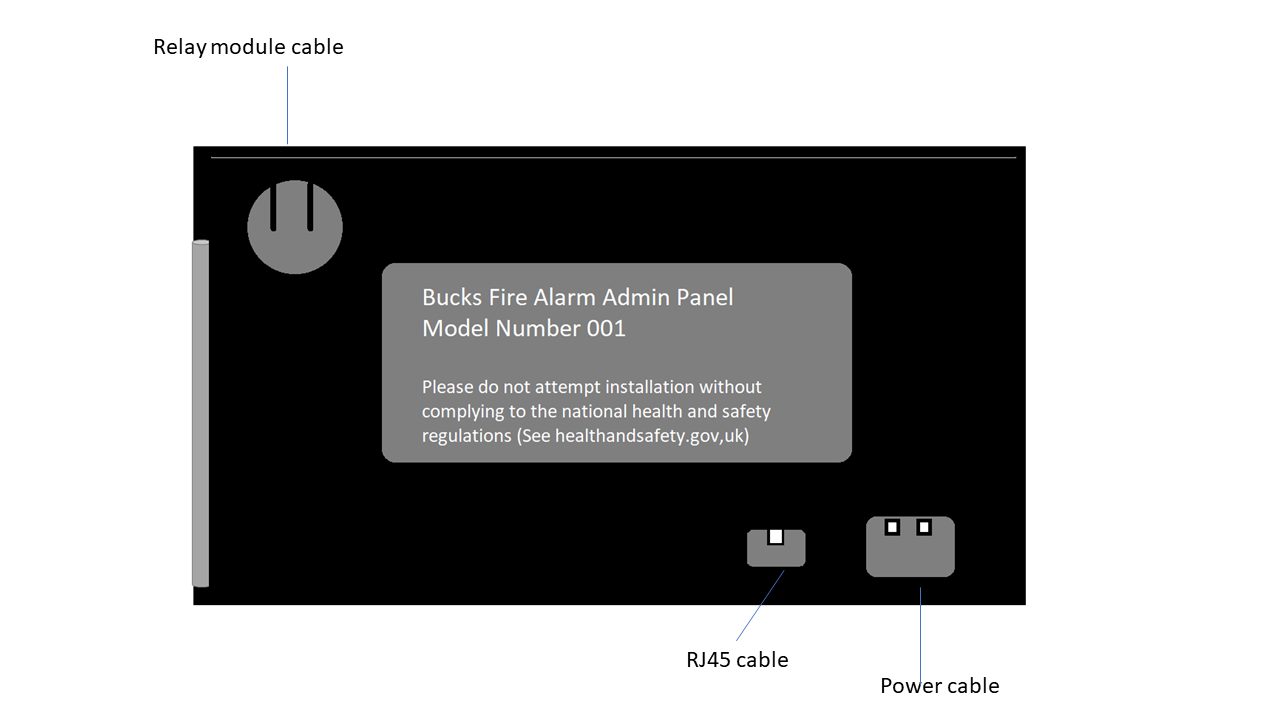 Relay module cable
Bucks Fire Alarm Admin Panel
Model Number 001
Please do not attempt installation without
complying to the national health and safety
regulations (See healthandsafety.gov,uk)
RJ45 cable
Power cable